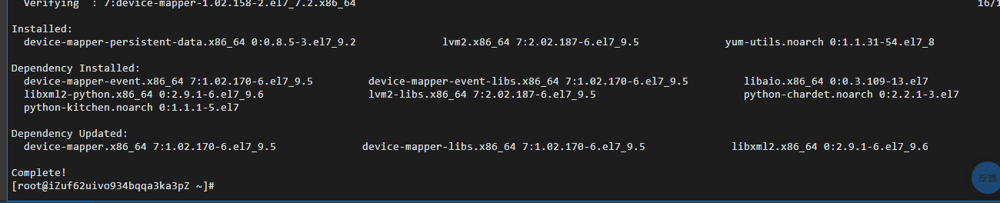 Verifying  : 7:device-mapper-1.02.158-2.el7_7.2.x86_64 16/1
Installed:
device-mapper-persistent-data.x86_64 0:0.8.5-3.el7_9.2 lvm2.x86_64 7:2.02.187-6.el7_9.5 yum-utils.noarch 0:1.1.31-54.el7_8
Dependency Installed:
device-mapper-event.x86_64 7:1.02.170-6.el7_9.5 device-mapper-event-libs.x86_64 7:1.02.170-6.el7_9.5 libaio.x86_64 0:0.3.109-13.el7
libxml2-python.x86_64 0:2.9.1-6.el7_9.6 lvm2-libs.x86_64 7:2.02.187-6.el7_9.5 python-chardet.noarch 0:2.2.1-3.el7
python-kitchen.noarch 0:1.1.1-5.el7
Dependency Updated:
device-mapper.x86_64 7:1.02.170-6.el7_9.5 device-mapper-libs.x86_64 7:1.02.170-6.el7_9.5 libxml2.x86_64 0:2.9.1-6.el7_9.6
Complete!
[root@iZuf62uivo934bqqa3ka3pZ ~]#
反馈